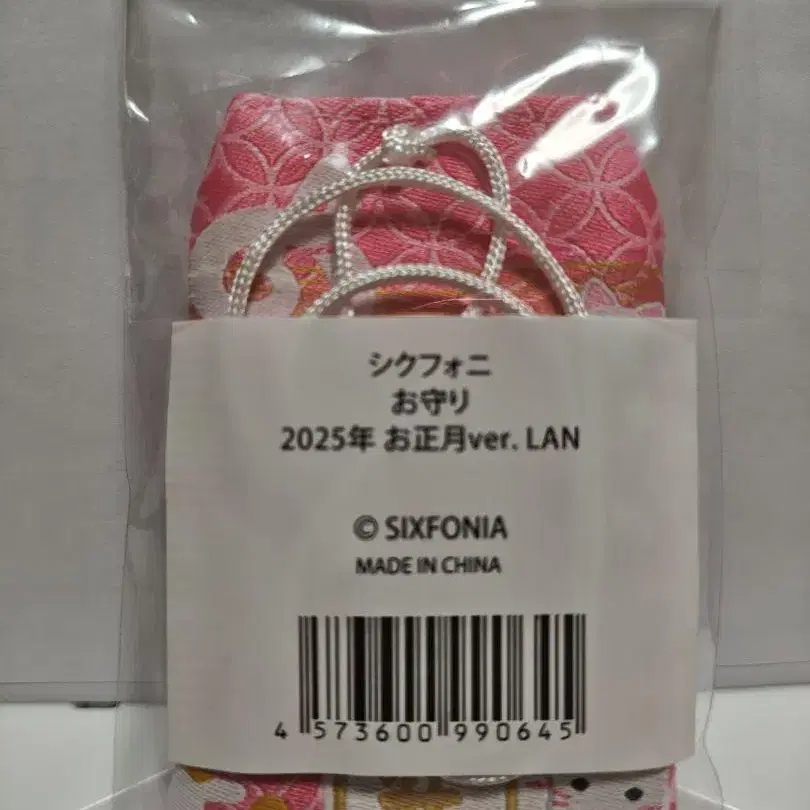 シクフォニ
お守り
2025年 お正月ver. LAN
© SIXFONIA
MADE IN CHINA
4 573600 990645